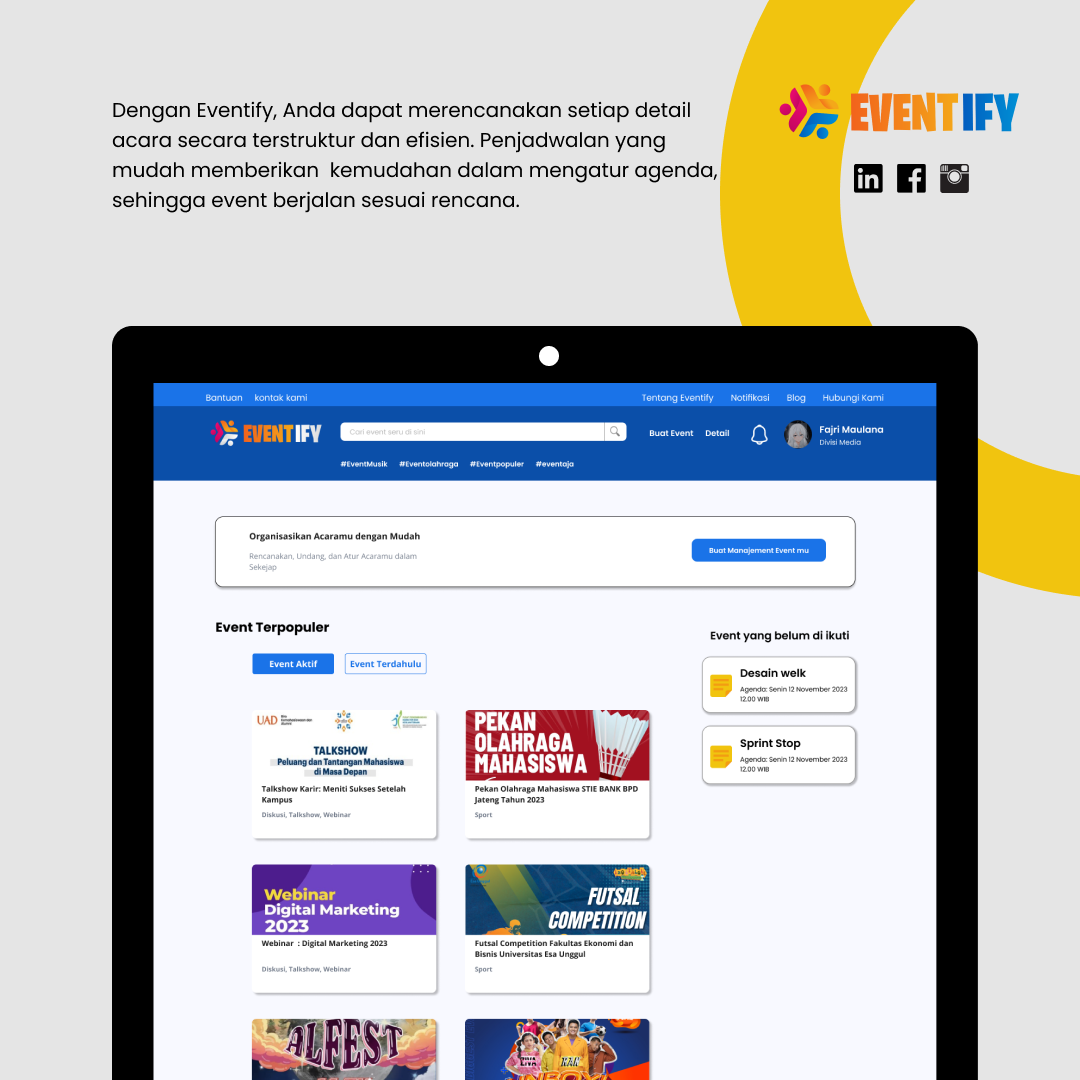 Dengan Eventify, Anda dapat merencanakan setiap detail
acara secara terstruktur dan efisien. Penjadwalan yang
mudah memberikan  kemudahan dalam mengatur agenda,
sehingga event berjalan sesuai rencana.
EVENTIFY
in
Bantuan kontak kami
Tentang Eventify Notifikasi Blog Hubungi Kami
EVENTIFY
Cari event seru di sini
Buat Event Detail
Fajri Maulana
Divisi Media
#EventMusik #Eventolahraga #Eventpopuler #eventaja
Organisasikan Acaramu dengan Mudah
Rencanakan, Undang, dan Atur Acaramu dalam
Sekejap
Buat Manajement Event mu
Event Terpopuler
Event Aktif Event Terdahulu
UAD
TALKSHOW
Peluang dan Tantangan Mahasiswa
di Masa Depan
Talkshow Karir: Meniti Sukses Setelah
Kampus
Diskusi, Talkshow, Webinar
PEKAN
OLAHRAGA
MAHASISWA
Pekan Olahraga Mahasiswa STIE BANK BPD
Jateng Tahun 2023
Sport
Webinar
Digital Marketing
2023
Webinar : Digital Marketing 2023
Diskusi, Talkshow, Webinar
FUTSAL
COMPETITION
Futsal Competition Fakultas Ekonomi dan
Bisnis Universitas Esa Unggul
Sport
ALFEST
Event yang belum di ikuti
Desain welk
Agenda: Senin 12 November 2023
12.00 WIB
Sprint Stop
Agenda: Senin 12 November 2023
12.00 WIB